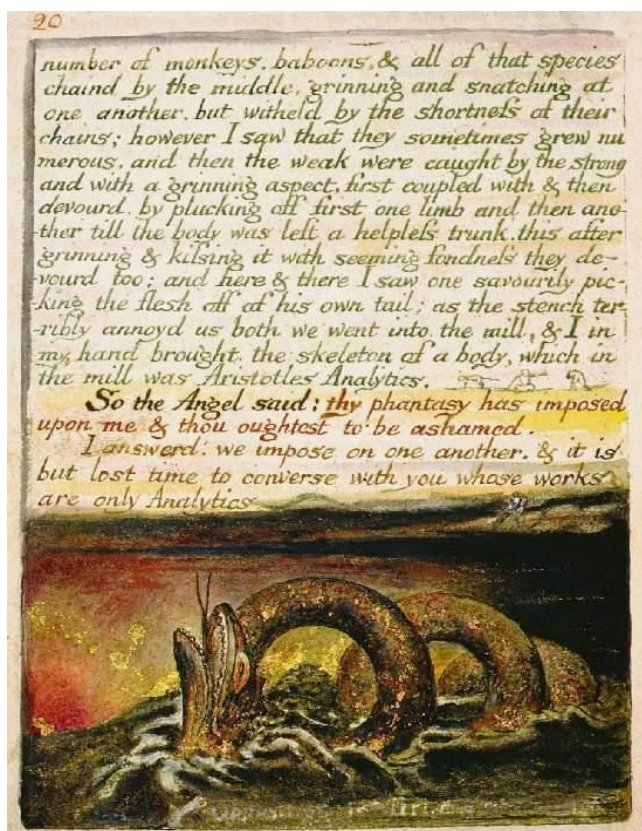 20
number of monkeys, baboons, & all of that species
chaind by the middle, grinning and snatching at
one another, but witheld by the shortneſs of their
chains; however I saw that they sometimes grew nu
merous, and then the weak were caught by the strong
and with a grinning aspect, first coupled with & then
devourd, by plucking off first one limb and then ano-
ther till the body was left a helpleſs trunk. this after
grinning & kiſsing it with seeming fondneſs they de-
-vourd too; and here & there I saw one savourily pic-
-king the flesh off of his own tail; as the stench ter-
-ribly annoyd us both we went into the mill, & I in
my hand brought the skeleton of a body, which in
the mill was Aristotles Analytics.
So the Angel said: thy phantasy has imposed
upon me & thou oughtest to be ashamed.
I answerd: we impose on one another, & it is
but lost time to converse with you whose works
are only Analytics